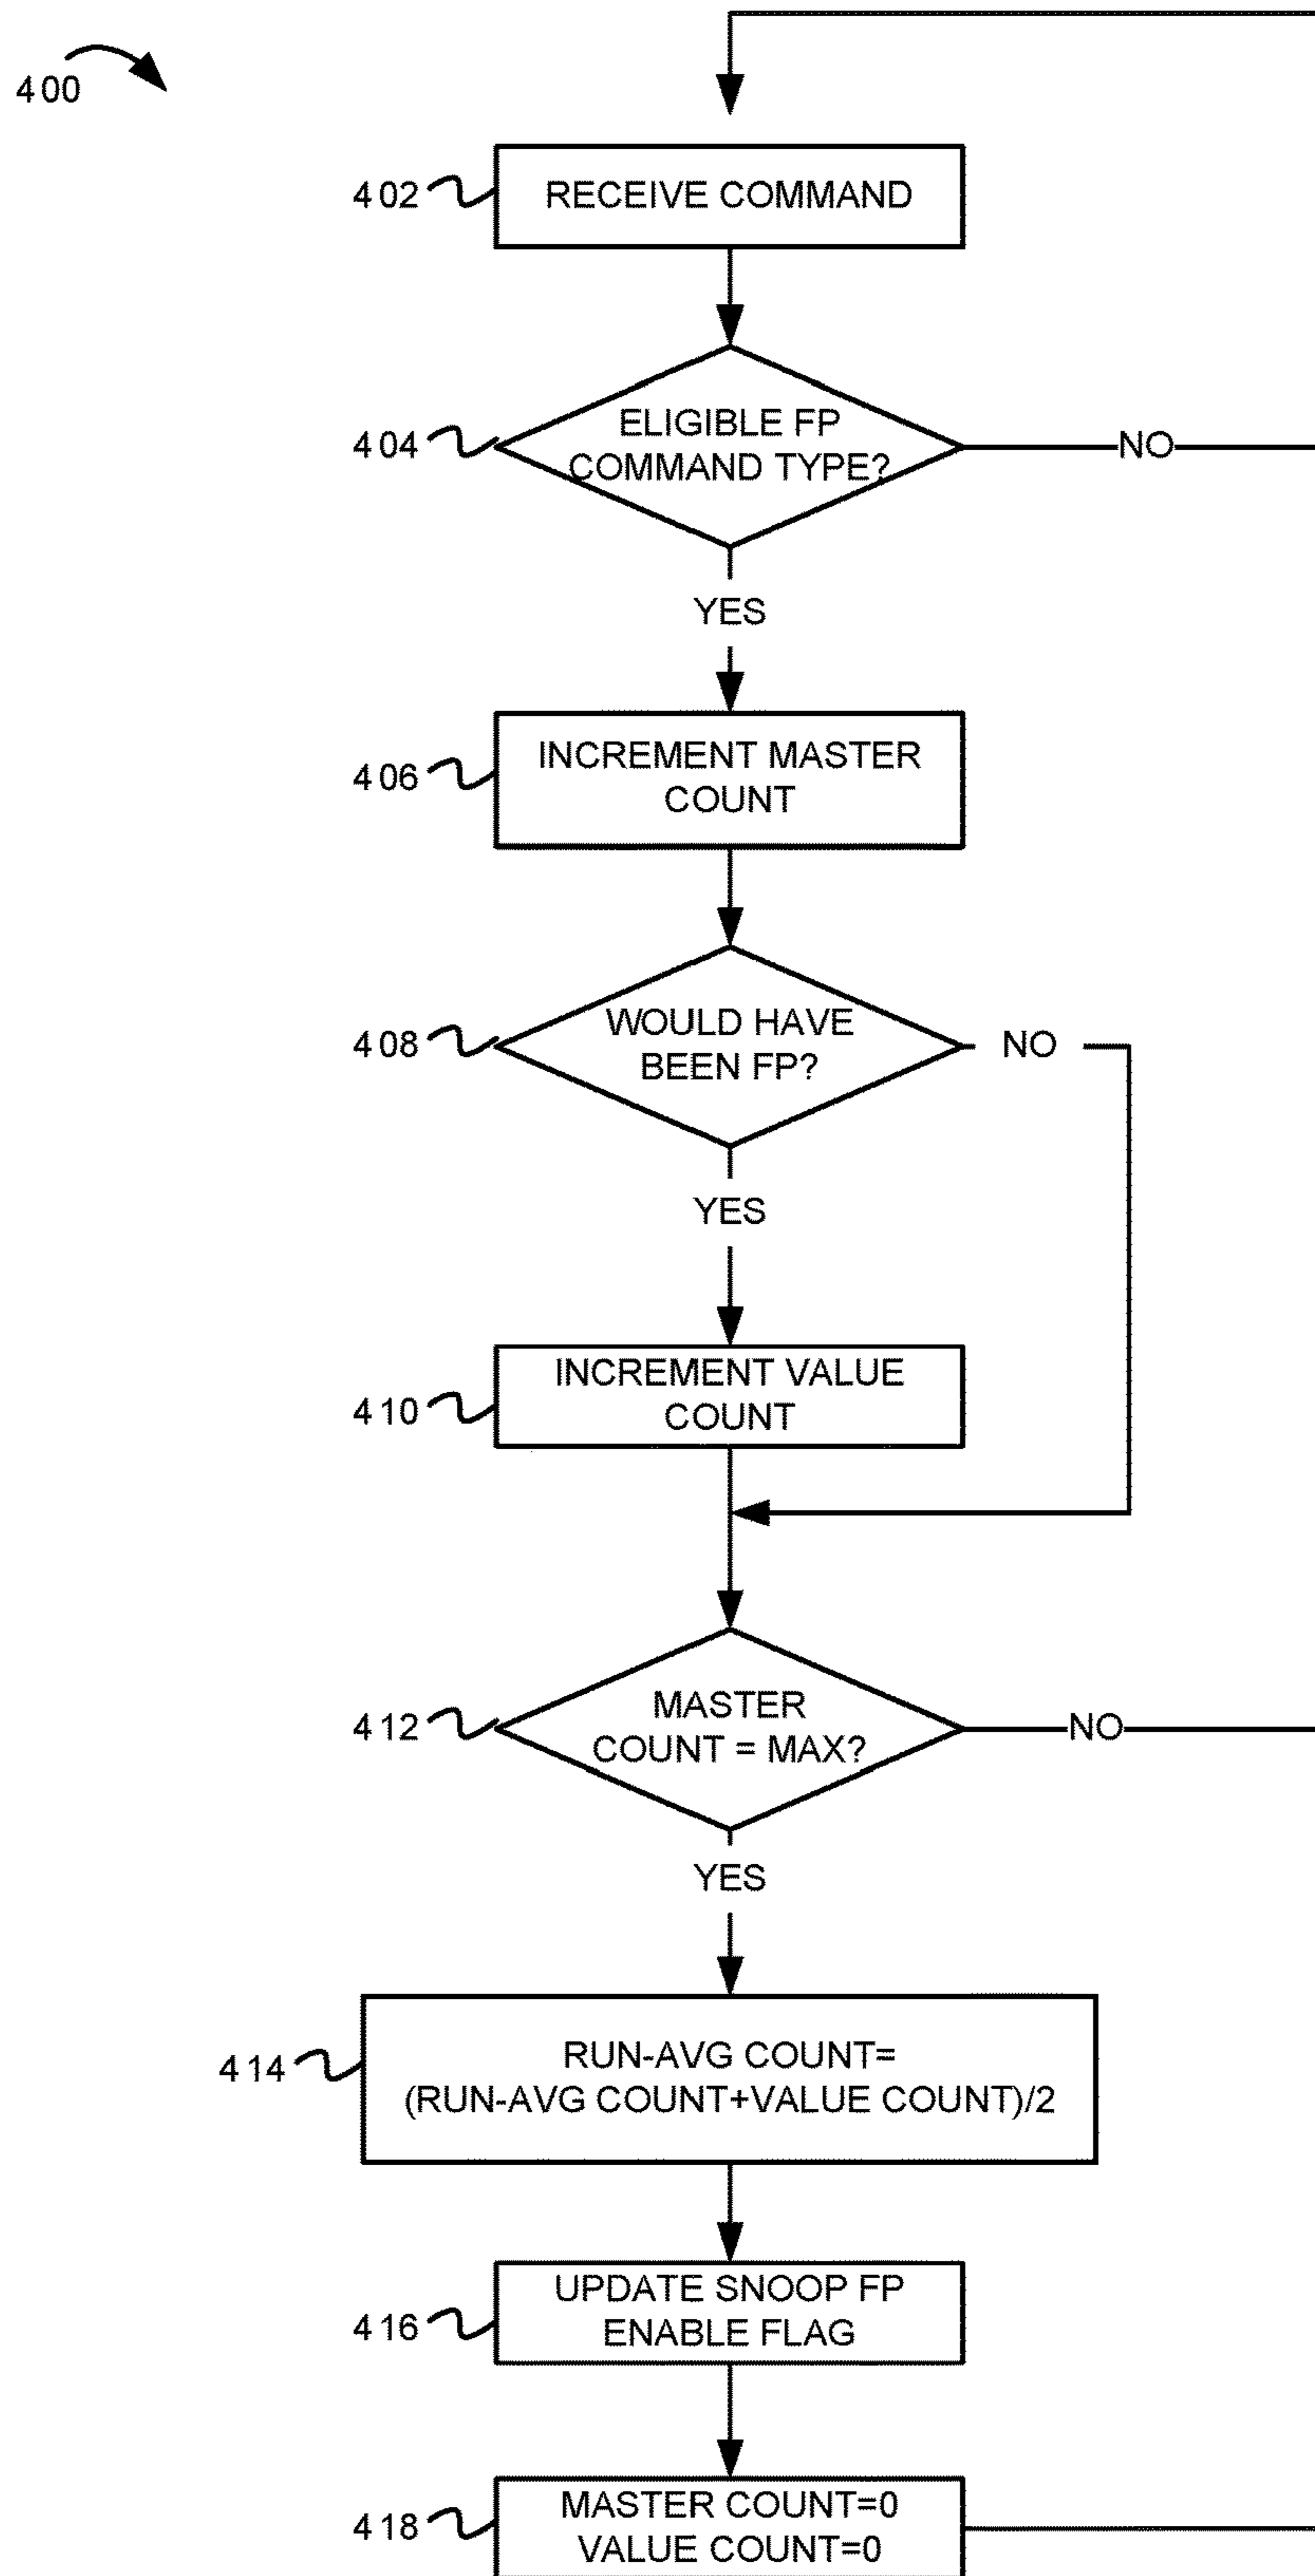 400
402
RECEIVE COMMAND
404
ELIGIBLE FP
COMMAND TYPE?
NO
YES
406
INCREMENT MASTER
COUNT
408
WOULD HAVE
BEEN FP?
NO
YES
410
INCREMENT VALUE
COUNT
412
MASTER
COUNT = MAX?
NO
YES
414
RUN-AVG COUNT=
(RUN-AVG COUNT+VALUE COUNT)/2
416
UPDATE SNOOP FP
ENABLE FLAG
418
MASTER COUNT=0
VALUE COUNT=0